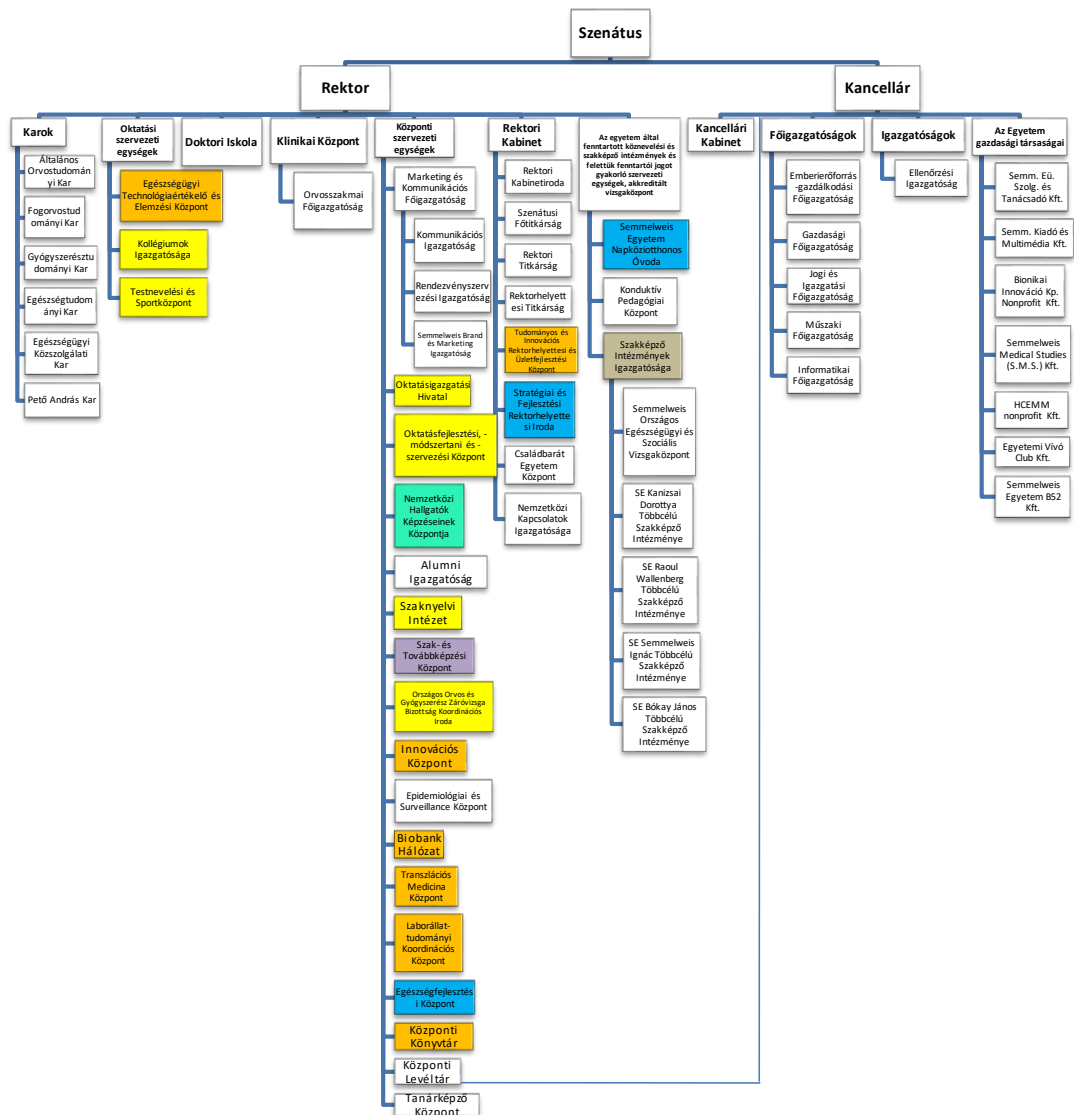 Szenátus
Rektor
Kancellár
Karok
Általános
Orvostudomán
yi Kar
Fogorvostud
ományi Kar
Gyógyszerésztu
dományi Kar
Egészségtudom
ányi Kar
Egészségügyi
Közszolgálati
Kar
Pető András Kar
Oktatási
szervezeti
egységek
Egészségügyi
Technológiaértékelő és
Elemzési Központ
Kollégiumok
Igazgatósága
Testnevelési és
Sportközpont
Doktori Iskola
Klinikai Központ
Orvosszakmai
Főigazgatóság
Központi
szervezeti
egységek
Marketing és
Kommunikációs
Főigazgatóság
Kommunikációs
Igazgatóság
Rendezvényszerv
ezési Igazgatóság
Semmelweis Brand
és Marketing
Igazgatóság
Oktatásigazgatási
Hivatal
Oktatásfejlesztési, -
módszertani és -
szervezési Központ
Nemzetközi
Hallgatók
Képzéseinek
Központja
Alumni
Igazgatóság
Szaknyelvi
Intézet
Szak- és
Továbbképzési
Központ
Országos Orvos és
Gyógyszerész Záróvizsga
Bizottság Koordinációs
Iroda
Innovációs
Központ
Epidemiológiai és
Surveillance Központ
Biobank
Hálózat
Transzlációs
Medicina
Központ
Laborállat-
tudományi
Koordinációs
Központ
Egészségfejlesztés
i Központ
Központi
Könyvtár
Központi
Levéltár
Tanárképző
Központ
Rektori
Kabinet
Rektori
Kabinetiroda
Szenátusi
Főtitkárság
Rektori
Titkárság
Rektorhelyett
esi Titkárság
Tudományos és
Innovációs
Rektorhelyettesi és
Üzletfejlesztési
Központ
Stratégiai és
Fejlesztési
Rektorhelyette
si Iroda
Családbarát
Egyetem
Központ
Nemzetközi
Kapcsolatok
Igazgatósága
Az egyetem által
fenntartott köznevelési és
szakképző intézmények és
felettük fenntartói jogot
gyakorló szervezeti
egységek, akkreditált
vizsgaközpont
Semmelweis
Egyetem
Napköziotthonos
Óvoda
Konduktív
Pedagógiai
Központ
Szakképző
Intézmények
Igazgatósága
Semmelweis
Országos
Egészségügyi és
Szociális
Vizsgaközpont
SE Kanizsai
Dorottya
Többcélú
Szakképző
Intézménye
SE Raoul
Wallenberg
Többcélú
Szakképző
Intézménye
SE Semmelweis
Ignác Többcélú
Szakképző
Intézménye
SE Bókay János
Többcélú
Szakképző
Intézménye
Kancellári
Kabinet
Főigazgatóságok
Emberierőforrás
-gazdálkodási
Főigazgatóság
Gazdasági
Főigazgatóság
Jogi és
Igazgatási
Főigazgatóság
Műszaki
Főigazgatóság
Informatikai
Főigazgatóság
Igazgatóságok
Ellenőrzési
Igazgatóság
Az Egyetem
gazdasági társaságai
Semm. Eü.
Szolg. és
Tanácsadó Kft.
Semm. Kiadó és
Multimédia Kft.
Bionikai
Innováció Kp.
Nonprofit Kft.
Semmelweis
Medical Studies
(S.M.S.) Kft.
HCEMM
nonprofit Kft.
Egyetemi Vívó
Club Kft.
Semmelweis
Egyetem B52
Kft.